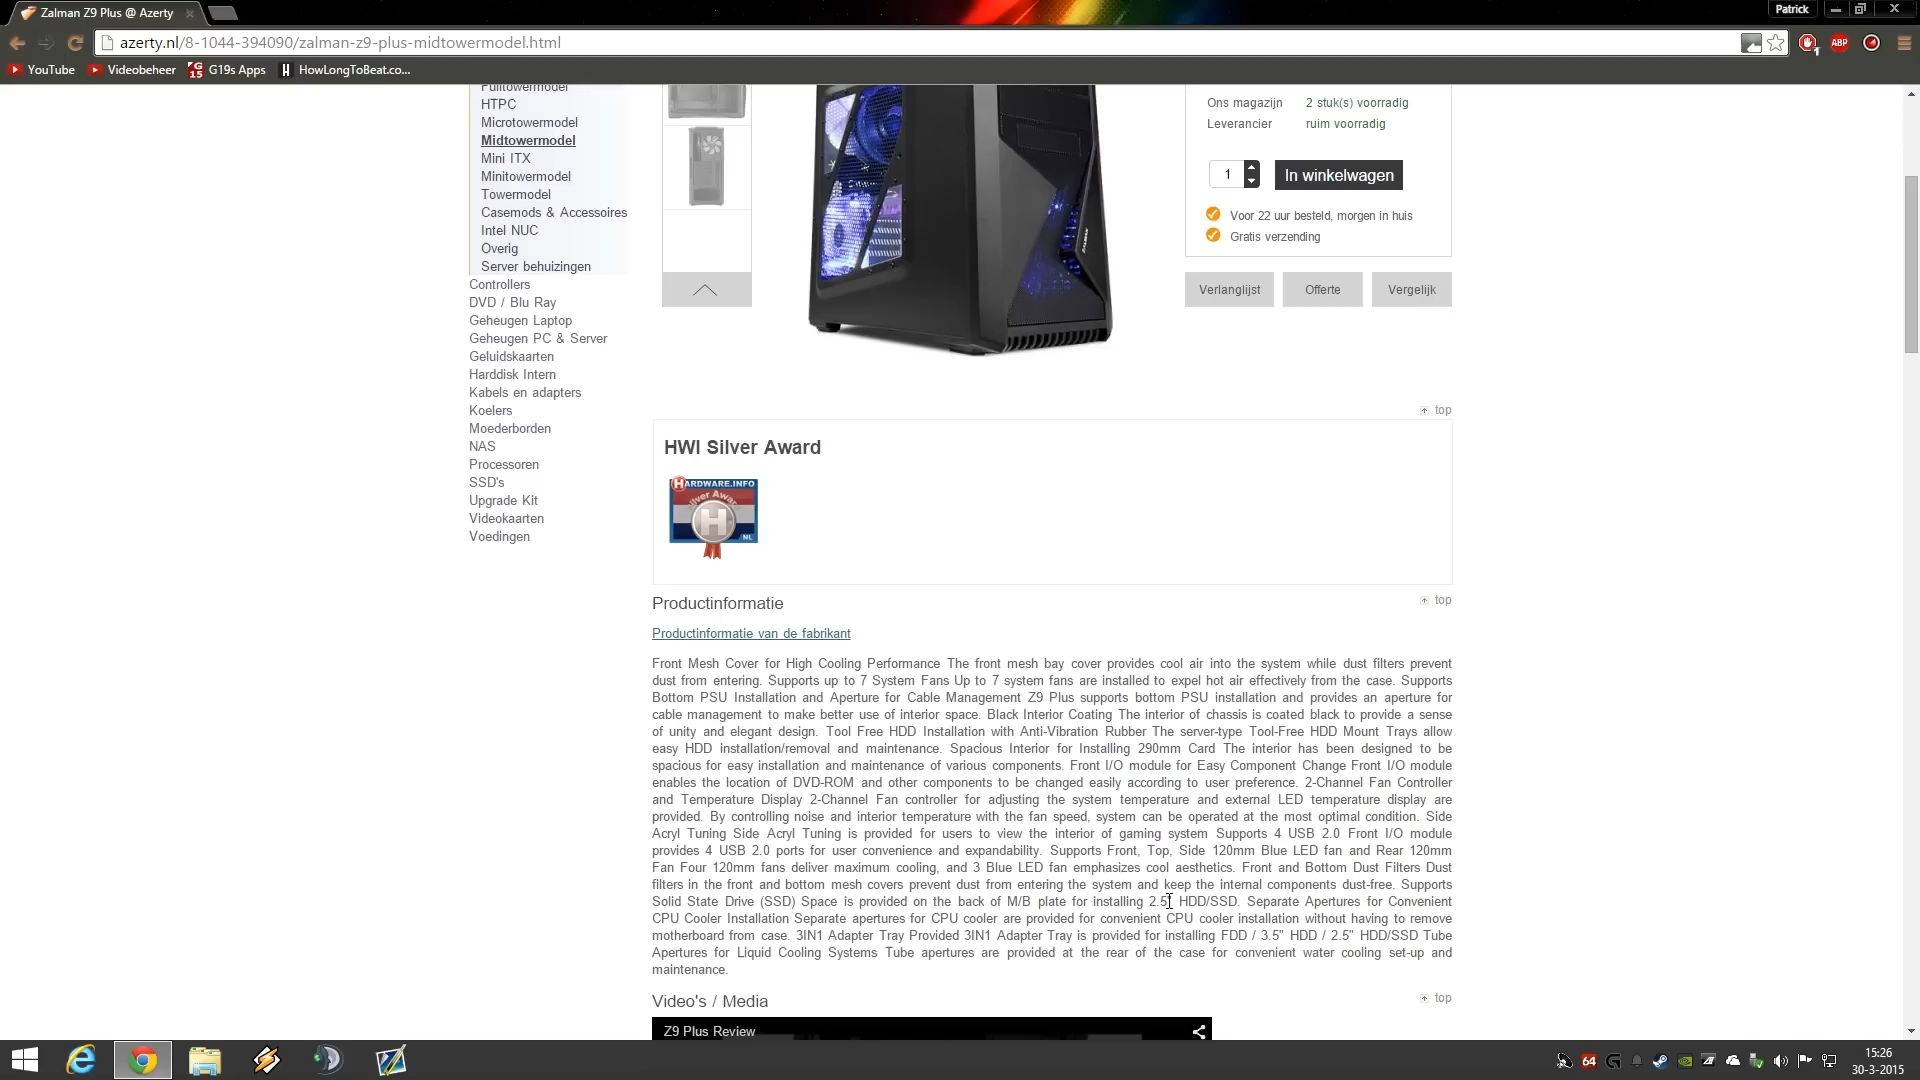 Zalman Z9 Plus @ Azerty
Patrick
azerty.nl/8-1044-394090/zalman-z9-plus-midtowermodel.html
ABP
YouTube
Videobeheer
G19s Apps
HowLongToBeat.co...
Fulltowermodel
HTPC
Microtowermodel
Midtowermodel
Mini ITX
Minitowermodel
Towermodel
Casemods & Accessoires
Intel NUC
Overig
Server behuizingen
Controllers
DVD / Blu Ray
Geheugen Laptop
Geheugen PC & Server
Geluidskaarten
Harddisk Intern
Kabels en adapters
Koelers
Moederborden
NAS
Processoren
SSD's
Upgrade Kit
Videokaarten
Voedingen
Ons magazijn 2 stuk(s) voorradig
Leverancier ruim voorradig
1
In winkelwagen
Voor 22 uur besteld, morgen in huis
Gratis verzending
Verlanglijst
Offerte
Vergelijk
top
HWI Silver Award
HARDWARE.INFO
Silver Award
H
NL
Productinformatie
top
Productinformatie van de fabrikant
Front Mesh Cover for High Cooling Performance The front mesh bay cover provides cool air into the system while dust filters prevent
dust from entering. Supports up to 7 System Fans Up to 7 system fans are installed to expel hot air effectively from the case. Supports
Bottom PSU Installation and Aperture for Cable Management Z9 Plus supports bottom PSU installation and provides an aperture for
cable management to make better use of interior space. Black Interior Coating The interior of chassis is coated black to provide a sense
of unity and elegant design. Tool Free HDD Installation with Anti-Vibration Rubber The server-type Tool-Free HDD Mount Trays allow
easy HDD installation/removal and maintenance. Spacious Interior for Installing 290mm Card The interior has been designed to be
spacious for easy installation and maintenance of various components. Front I/O module for Easy Component Change Front I/O module
enables the location of DVD-ROM and other components to be changed easily according to user preference. 2-Channel Fan Controller
and Temperature Display 2-Channel Fan controller for adjusting the system temperature and external LED temperature display are
provided. By controlling noise and interior temperature with the fan speed, system can be operated at the most optimal condition. Side
Acryl Tuning Side Acryl Tuning is provided for users to view the interior of gaming system Supports 4 USB 2.0 Front I/O module
provides 4 USB 2.0 ports for user convenience and expandability. Supports Front, Top, Side 120mm Blue LED fan and Rear 120mm
Fan Four 120mm fans deliver maximum cooling, and 3 Blue LED fan emphasizes cool aesthetics. Front and Bottom Dust Filters Dust
filters in the front and bottom mesh covers prevent dust from entering the system and keep the internal components dust-free. Supports
Solid State Drive (SSD) Space is provided on the back of M/B plate for installing 2.5" HDD/SSD. Separate Apertures for Convenient
CPU Cooler Installation Separate apertures for CPU cooler are provided for convenient CPU cooler installation without having to remove
motherboard from case. 3IN1 Adapter Tray Provided 3IN1 Adapter Tray is provided for installing FDD / 3.5" HDD / 2.5" HDD/SSD Tube
Apertures for Liquid Cooling Systems Tube apertures are provided at the rear of the case for convenient water cooling set-up and
maintenance.
Video's / Media
top
Z9 Plus Review
64
15:26
30-3-2015